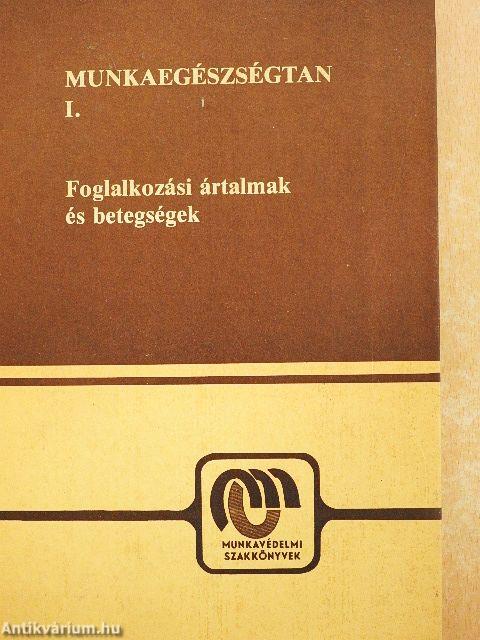 MUNKAEGÉSZSÉGTAN
I.
Foglalkozási ártalmak
és betegségek
MUNKAVÉDELMI
SZAKKÖNYVEK
Antikvárium.hu